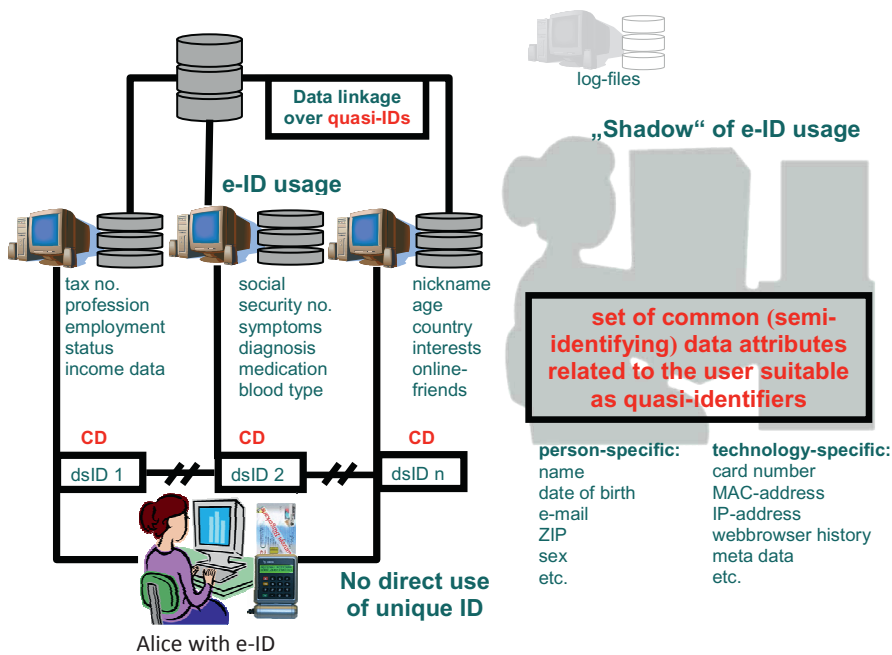 log-files
Data linkage
over quasi-IDs
„Shadow“ of e-ID usage
e-ID usage
tax no.
profession
employment
status
income data
social
security no.
symptoms
diagnosis
medication
blood type
nickname
age
country
interests
online-
friends
set of common (semi-
identifying) data attributes
related to the user suitable
as quasi-identifiers
CD
CD
CD
dsID 1
dsID 2
dsID n
person-specific:
name
date of birth
e-mail
ZIP
sex
etc.
technology-specific:
card number
MAC-address
IP-address
webbrowser history
meta data
etc.
No direct use
of unique ID
Alice with e-ID